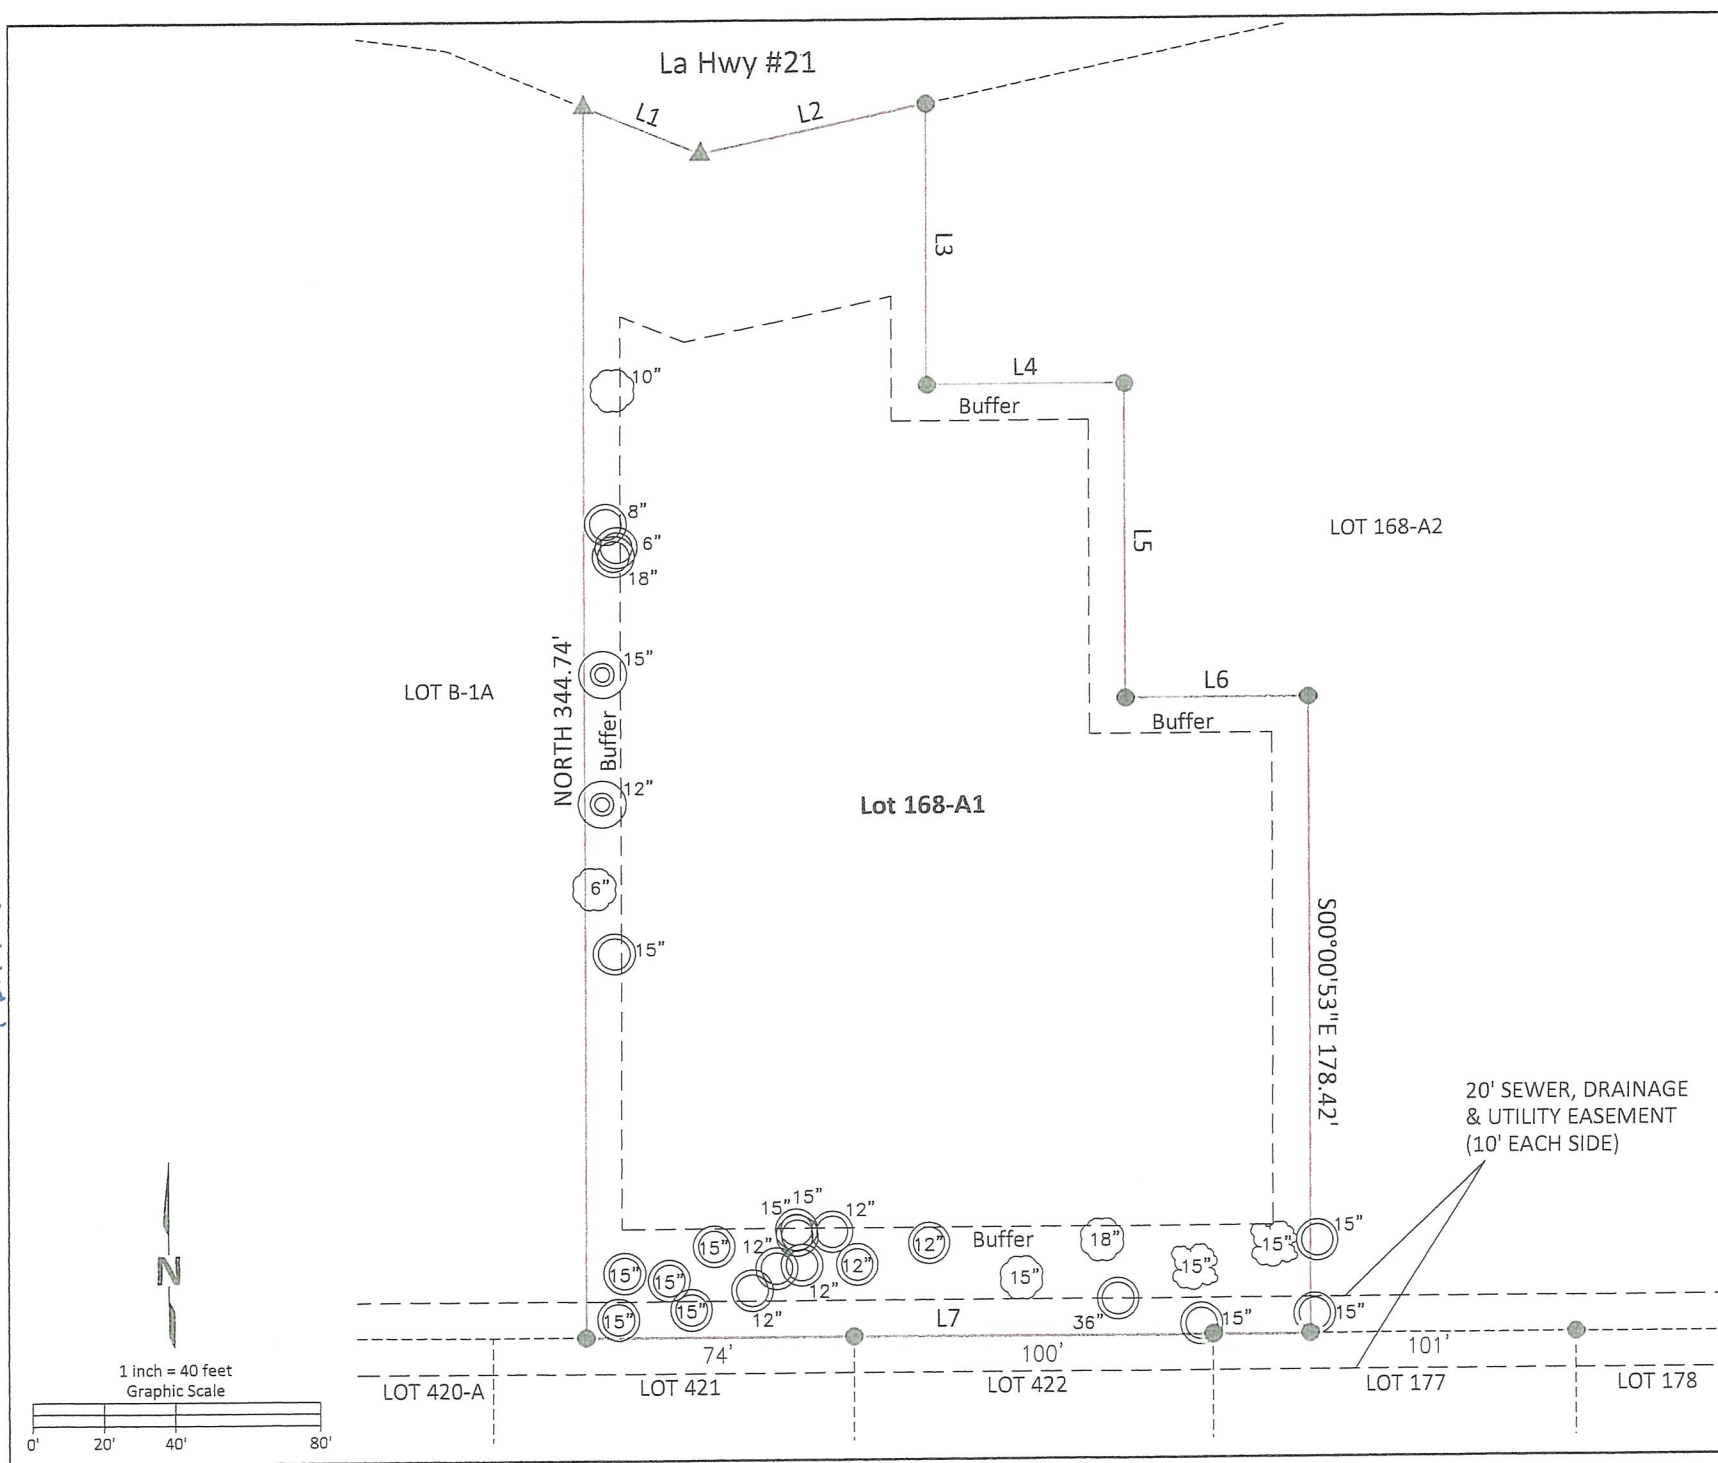 La Hwy #21
L1
L2
L3
L4
Buffer
10"
8"
6"
18"
L5
LOT 168-A2
15"
NORTH 344.74'
Buffer
LOT B-1A
L6
Buffer
12"
Lot 168-A1
6"
15"
S00°00'53"E 178.42'
20' SEWER, DRAINAGE
& UTILITY EASEMENT
(10' EACH SIDE)
15"
15"
12"
15"
12"
12"
12"
12"
Buffer
18"
15"
15"
15"
15"
15"
15"
15"
15"
12"
L7
36"
15"
15"
N
74'
100'
101'
1 inch = 40 feet
Graphic Scale
0'
20'
40'
80'
LOT 420-A
LOT 421
LOT 422
LOT 177
LOT 178